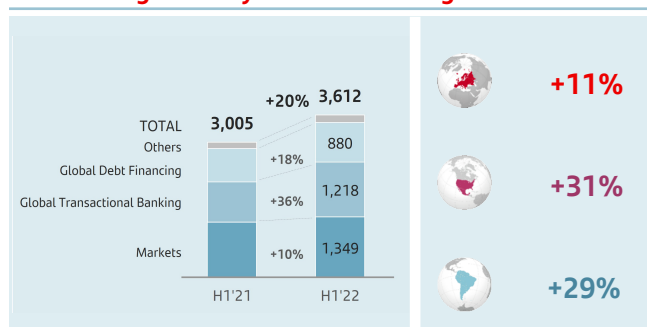 +20%
3,612
TOTAL
3,005
Others
880
+18%
Global Debt Financing
1,218
Global Transactional Banking
+36%
Markets
+10%
1,349
H1'21
H1'22
+11%
+31%
+29%